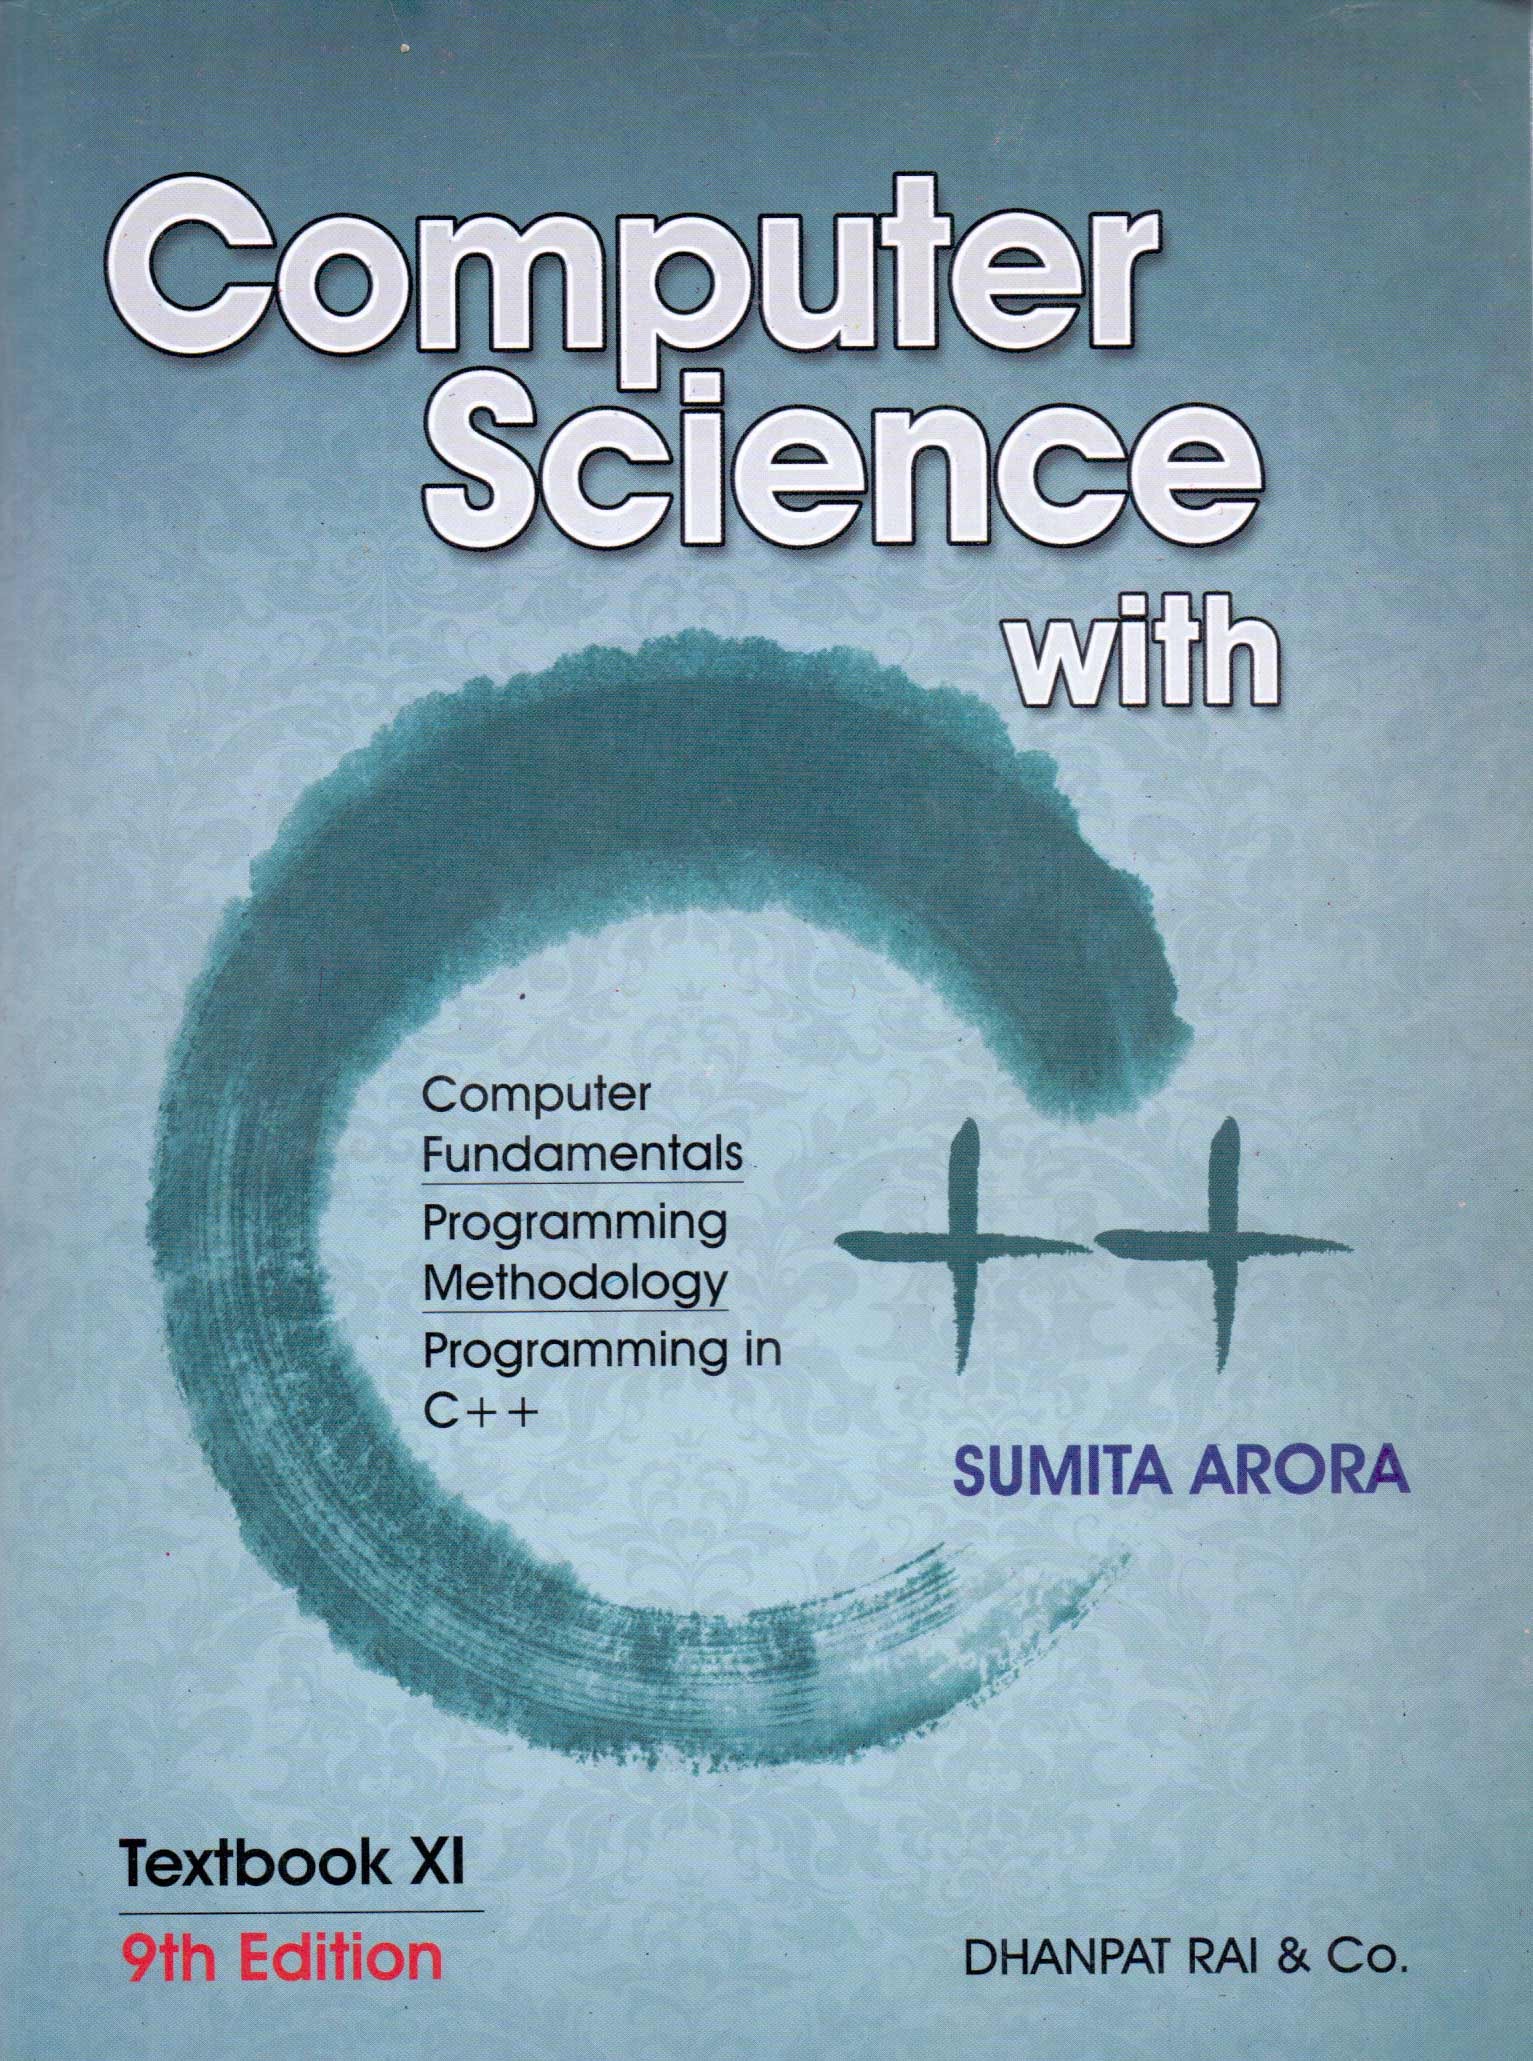 Computer
Science
with
C++
Computer
Fundamentals
Programming
Methodology
Programming in
C++
SUMITA ARORA
Textbook XI
9th Edition
DHANPAT RAI & Co.